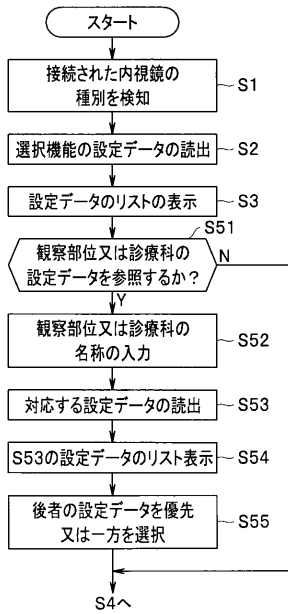 スタート
接続された内視鏡の
種別を検知
S1
選択機能の設定データの読出
S2
設定データのリストの表示
S3
S51
観察部位又は診療科の
設定データを参照するか？
N
Y
観察部位又は診療科の
名称の入力
S52
対応する設定データの読出
S53
S53の設定データのリスト表示
S54
後者の設定データを優先
又は一方を選択
S55
S4へ